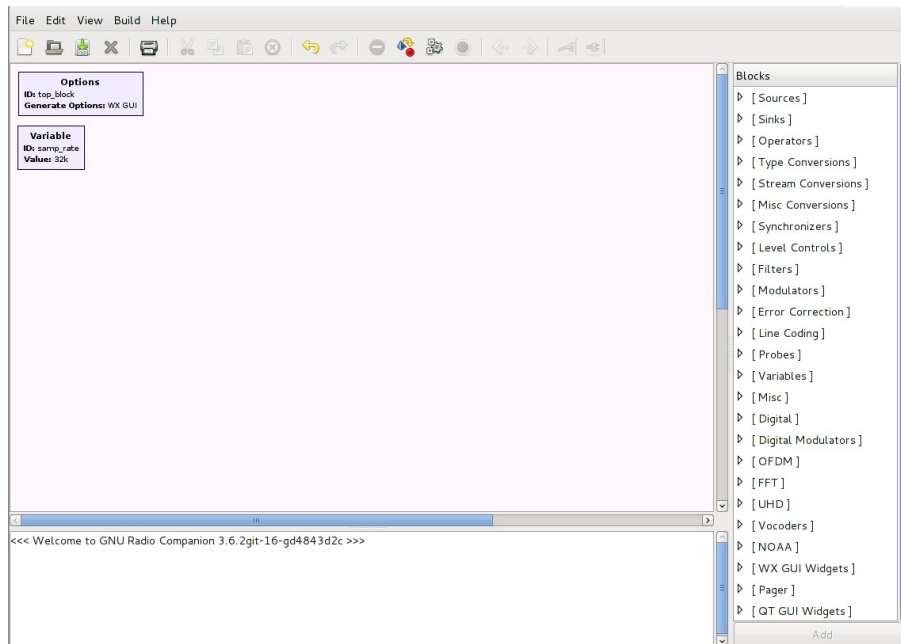 File Edit View Build Help
Options
ID: top_block
Generate Options: WX GUI
Variable
ID: samp_rate
Value: 32k
<<< Welcome to GNU Radio Companion 3.6.2git-16-gd4843d2c >>>
Blocks
[ Sources ]
[ Sinks ]
[ Operators ]
[ Type Conversions ]
[ Stream Conversions ]
[ Misc Conversions ]
[ Synchronizers ]
[ Level Controls ]
[ Filters ]
[ Modulators ]
[ Error Correction ]
[ Line Coding ]
[ Probes ]
[ Variables ]
[ Misc ]
[ Digital ]
[ Digital Modulators ]
[ OFDM ]
[ FFT ]
[ UHD ]
[ Vocoders ]
[ NOAA ]
[ WX GUI Widgets ]
[ Pager ]
[ QT GUI Widgets ]
Add